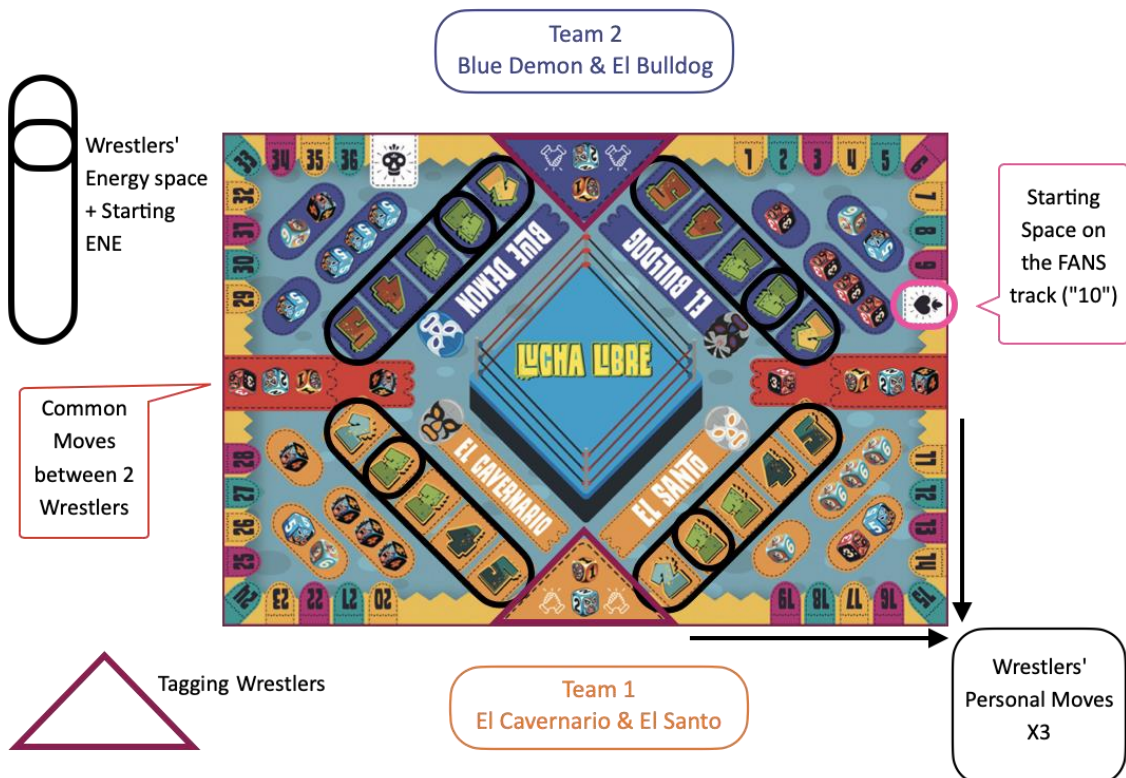 Team 2
Blue Demon & El Bulldog
Wrestlers'
Energy space
+ Starting
ENE
33 34 35 36
1 2 3 4 5 6
32
31
30
29
7
8
9
BLUE DEMON
EL BULLDOG
Starting
Space on
the FANS
track ("10")
LUCHA LIBRE
Common
Moves
between 2
Wrestlers
EL CAVERNARIO
EL SANTO
28
27
26
25
11
12
13
14
24 23 22 21 20
19 18 17 16 15
Tagging Wrestlers
Team 1
El Cavernario & El Santo
Wrestlers'
Personal Moves
X3